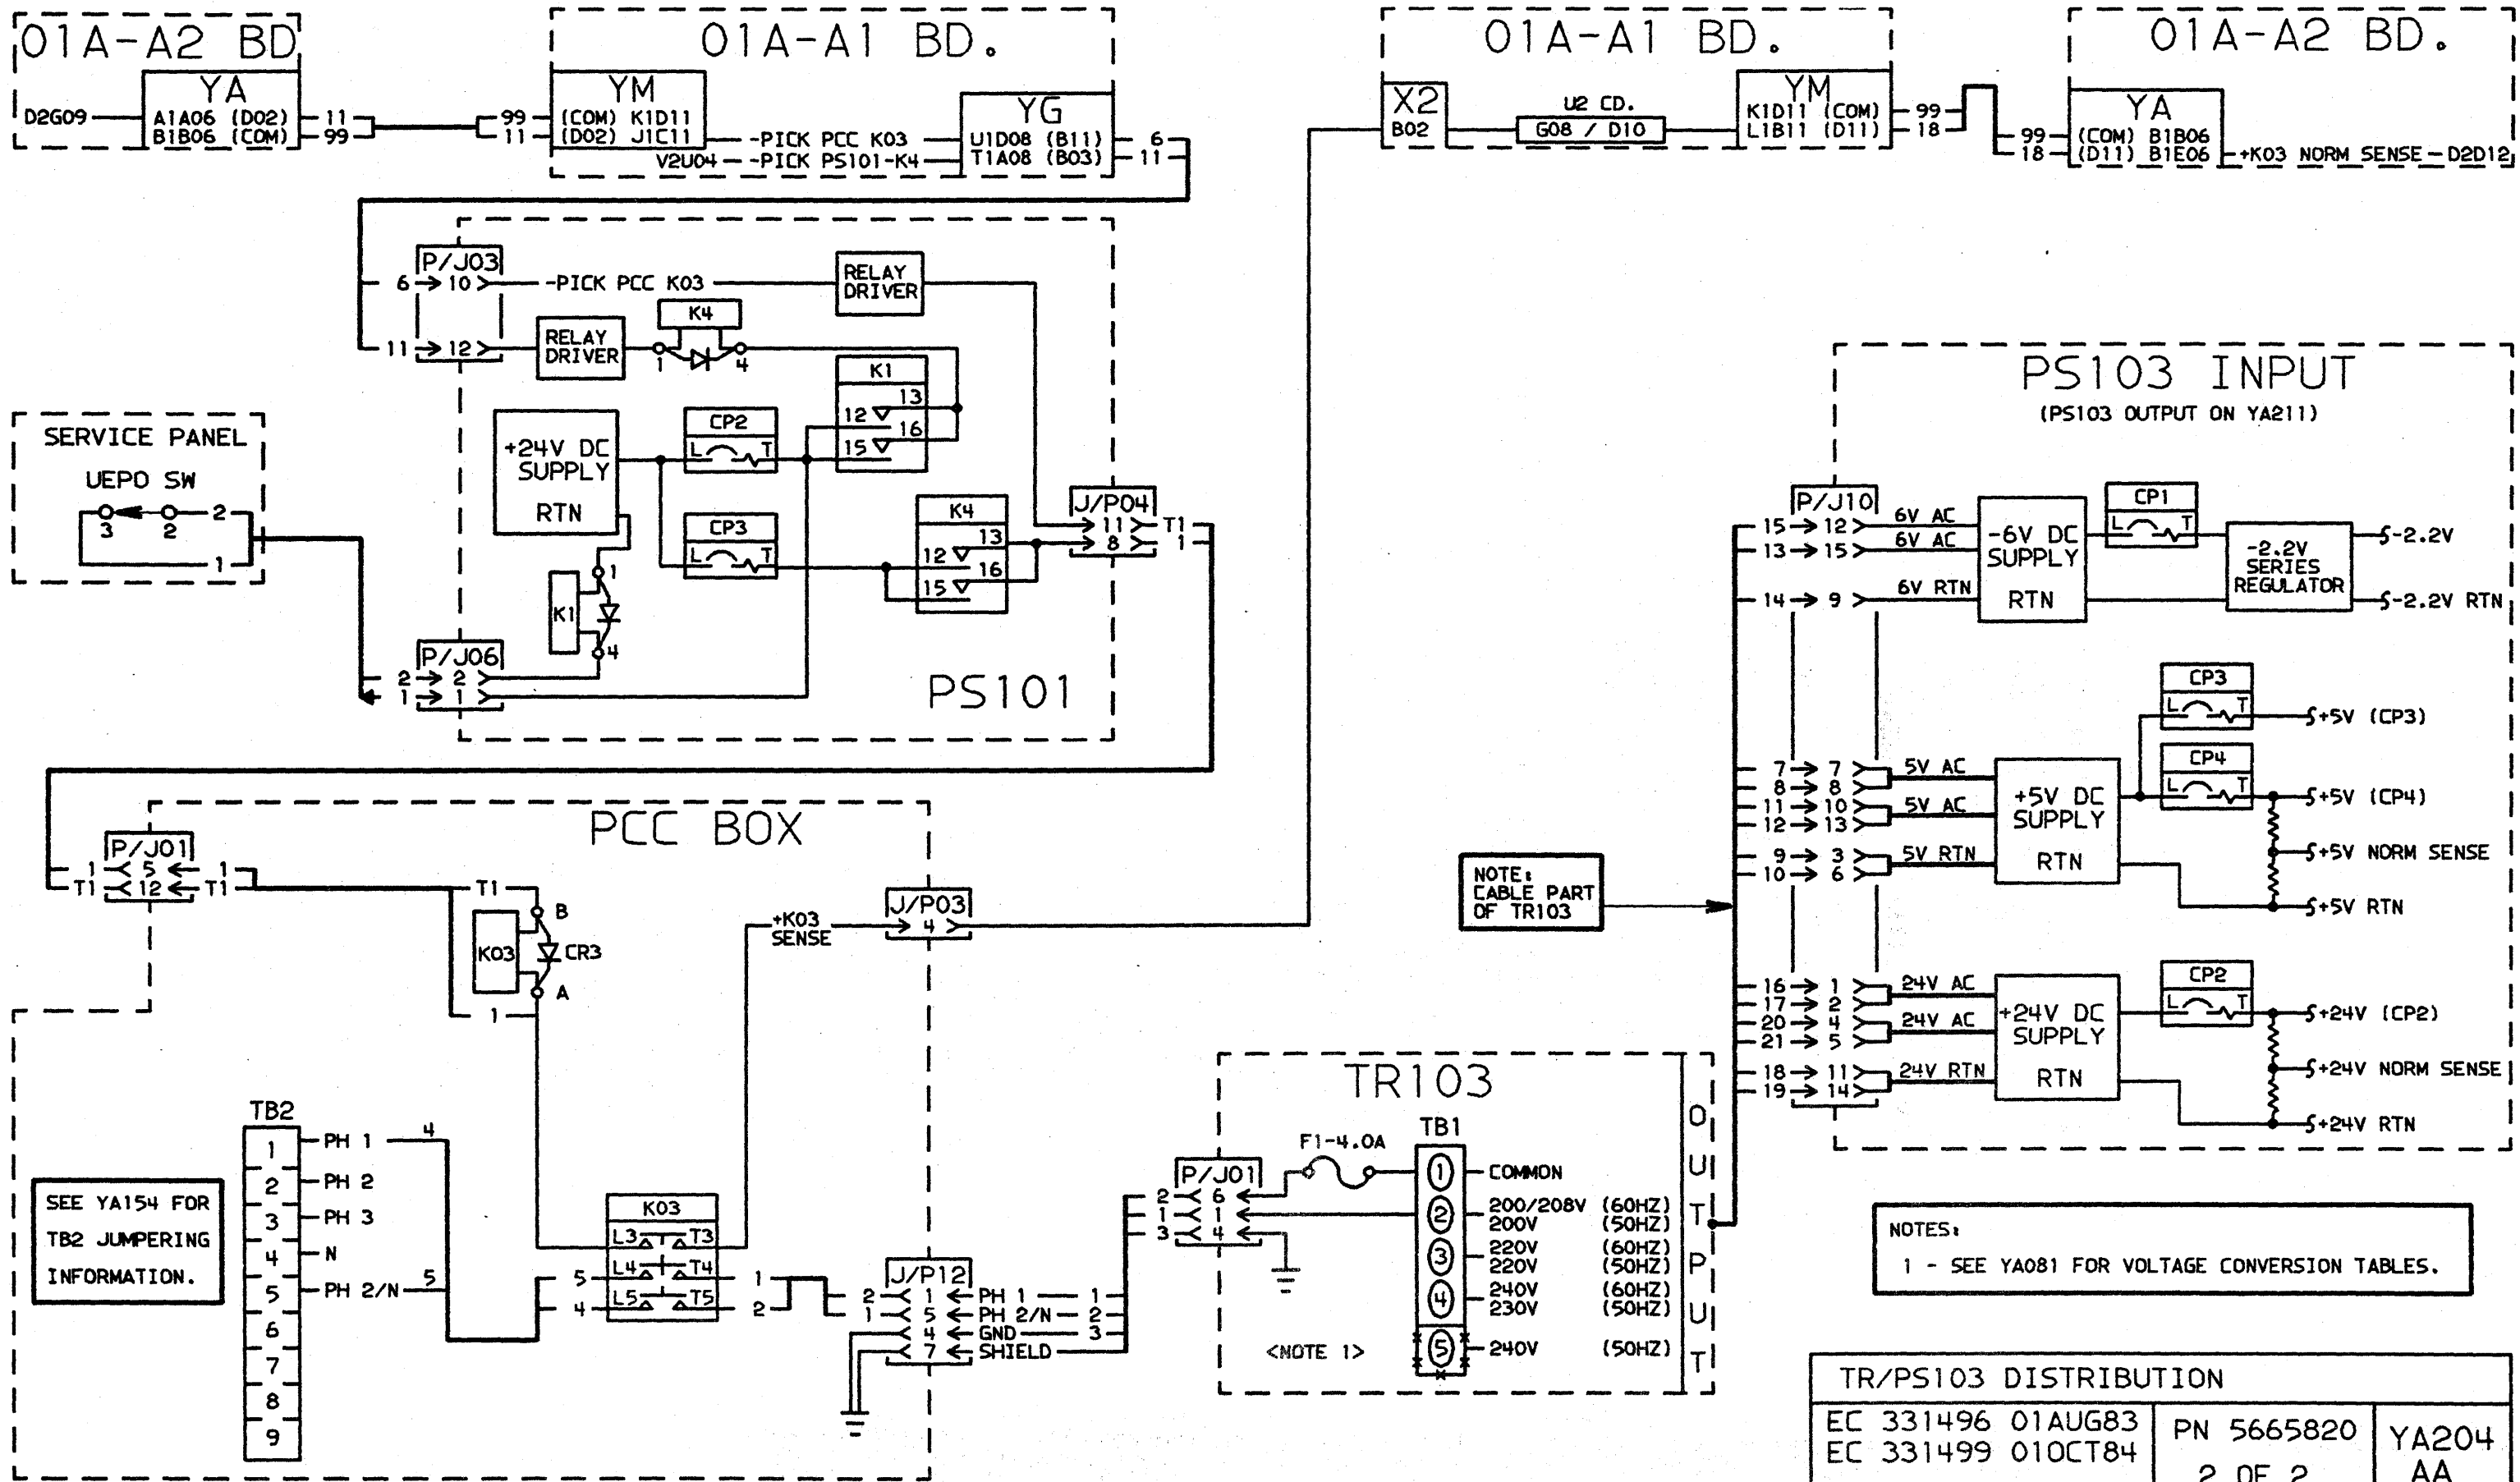 01A-A2 BD
YA
D2G09
A1A06 (D02)
B1B06 (COM)
11
99
01A-A1 BD.
YM
99
11
(COM) K1D11
(D02) J1C11
-PICK PCC K03
V2U04 -PICK PS101-K4
YG
U1D08 (B11)
T1A08 (B03)
6
11
01A-A1 BD.
X2
B02
U2 CD.
G08 / D10
YM
K1D11 (COM)
L1B11 (D11)
99
18
01A-A2 BD.
YA
99
18
(COM) B1B06
(D11) B1E06
+K03 NORM SENSE-D2D12
P/J03
6 10 -PICK PCC K03
RELAY
DRIVER
K4
11 12
RELAY
DRIVER
1 4
K1
13
12
16
15
SERVICE PANEL
UEPO SW
3 2 2
1
+24V DC
SUPPLY
RTN
CP2
L T
CP3
L T
K4
13
12
16
15
J/P04
11 T1
8 1
K1
1
4
P/J06
2 2
1 1
PS101
PS103 INPUT
(PS103 OUTPUT ON YA211)
P/J10
15 12 6V AC
13 15 6V AC
14 9 6V RTN
-6V DC
SUPPLY
RTN
CP1
L T
-2.2V
SERIES
REGULATOR
-2.2V
-2.2V RTN
CP3
L T
+5V (CP3)
7 7
8 8
5V AC
11 10
12 13
5V AC
9 3
10 6
5V RTN
+5V DC
SUPPLY
RTN
CP4
L T
+5V (CP4)
+5V NORM SENSE
+5V RTN
NOTE:
CABLE PART
OF TR103
16 1
17 2
24V AC
20 4
21 5
24V AC
18 11
19 14
24V RTN
+24V DC
SUPPLY
RTN
CP2
L T
+24V (CP2)
+24V NORM SENSE
+24V RTN
PCC BOX
P/J01
1 5 1
T1 12 T1
T1
B
K03
CR3
A
1
+K03
SENSE
J/P03
4
TB2
1 PH 1 4
2 PH 2
3 PH 3
4 N
5 PH 2/N 5
6
7
8
9
SEE YA154 FOR
TB2 JUMPERING
INFORMATION.
K03
L3 T3
5 L4 T4 1
4 L5 T5 2
J/P12
2 1 PH 1 1
1 5 PH 2/N 2
4 GND 3
7 SHIELD
TR103
P/J01
2 6
1 1
3 4
F1-4.0A
TB1
1 COMMON
2 200/208V (60HZ)
200V (50HZ)
3 220V (60HZ)
220V (50HZ)
4 240V (60HZ)
230V (50HZ)
5 240V (50HZ)
<NOTE 1>
OUTPUT
NOTES:
1 - SEE YA081 FOR VOLTAGE CONVERSION TABLES.
TR/PS103 DISTRIBUTION
EC 331496 01AUG83
EC 331499 01OCT84
PN 5665820
2 OF 2
YA204
AA